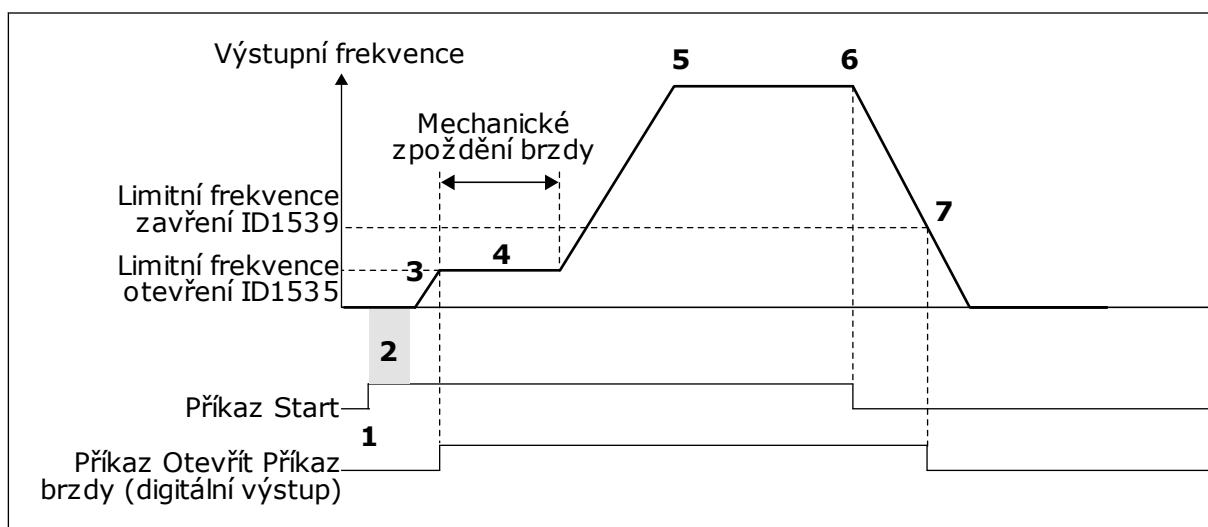 Výstupní frekvence
5
6
Mechanické
zpoždění brzdy
Limitní frekvence
zavření ID1539
7
Limitní frekvence
otevření ID1535
3
4
2
Příkaz Start
1
Příkaz Otevřít Příkaz
brzdy (digitální výstup)